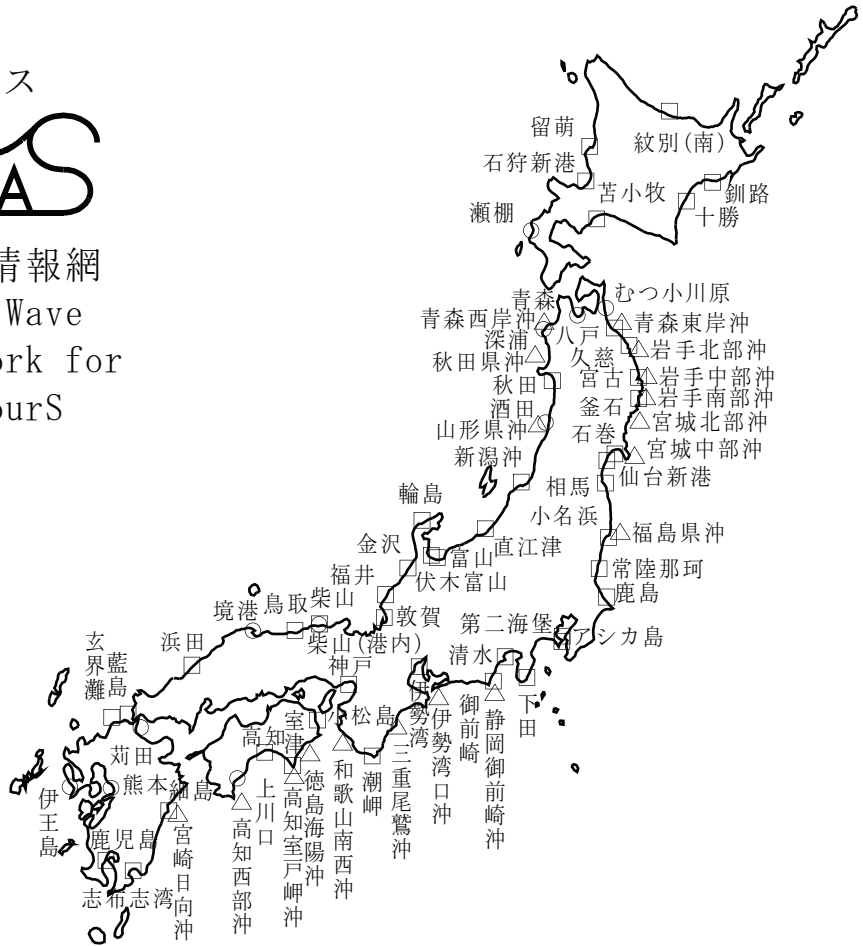 ス
AS
情報網
Wave
ork for
ourS
留萌
紋別(南)
石狩新港
苫小牧
釧路
十勝
瀬棚
青森
むつ小川原
青森西岸沖
八戸
青森東岸沖
深浦
久慈
岩手北部沖
秋田県沖
宮古
岩手中部沖
秋田
釜石
岩手南部沖
酒田
宮城北部沖
山形県沖
石巻
宮城中部沖
新潟沖
仙台新港
相馬
輪島
小名浜
福島県沖
金沢
直江津
富山
伏木富山
常陸那珂
福井
鹿島
鳥取
柴山
境港
敦賀
第二海堡
アシカ島
柴山(港内)
浜田
清水
神戸
玄界灘
藍島
伊勢湾
伊勢湾口沖
御前崎
静岡御前崎沖
下田
小松島
室津
高知
苅田
熊本
細島
伊王島
上川口
高知室戸岬沖
徳島海陽沖
和歌山南西沖
潮岬
三重尾鷲沖
高知西部沖
宮崎日向沖
鹿児島
志布志湾